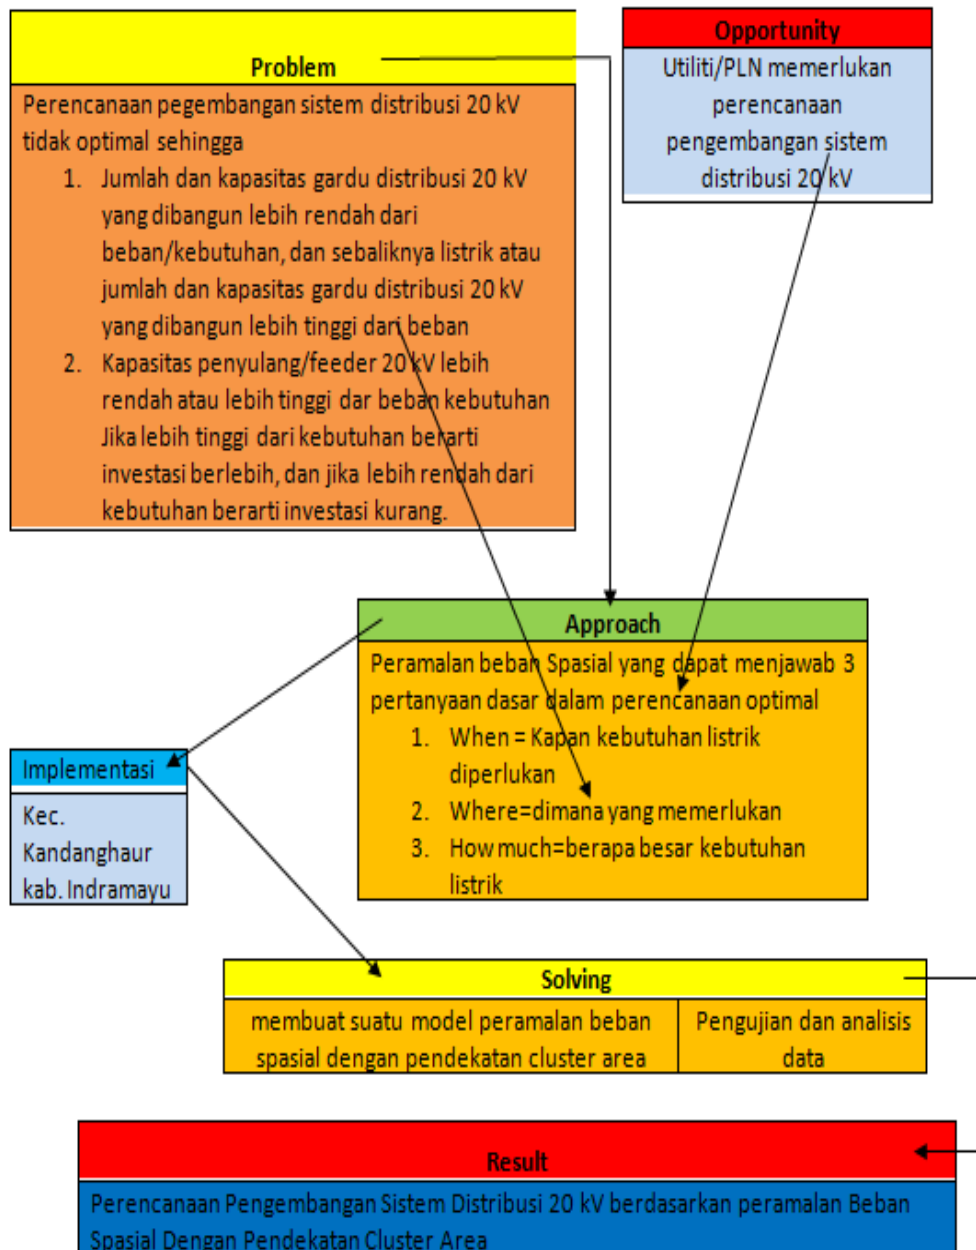 Problem
Perencanaan pegembangan sistem distribusi 20 kV
tidak optimal sehingga
1. Jumlah dan kapasitas gardu distribusi 20 kV
yang dibangun lebih rendah dari
beban/kebutuhan, dan sebaliknya listrik atau
jumlah dan kapasitas gardu distribusi 20 kV
yang dibangun lebih tinggi dari beban
2. Kapasitas penyulang/feeder 20 kV lebih
rendah atau lebih tinggi dar beban kebutuhan
Jika lebih tinggi dari kebutuhan berarti
investasi berlebih, dan jika lebih rendah dari
kebutuhan berarti investasi kurang.
Opportunity
Utiliti/PLN memerlukan
perencanaan
pengembangan sistem
distribusi 20 kV
Approach
Peramalan beban Spasial yang dapat menjawab 3
pertanyaan dasar dalam perencanaan optimal
1. When = Kapan kebutuhan listrik
diperlukan
2. Where=dimana yang memerlukan
3. How much=berapa besar kebutuhan
listrik
Implementasi
Kec.
Kandanghaur
kab. Indramayu
Solving
membuat suatu model peramalan beban
spasial dengan pendekatan cluster area
Pengujian dan analisis
data
Result
Perencanaan Pengembangan Sistem Distribusi 20 kV berdasarkan peramalan Beban
Spasial Dengan Pendekatan Cluster Area